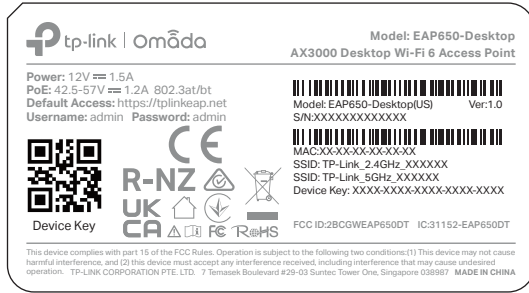 tp-link | omada
Model: EAP650-Desktop
AX3000 Desktop Wi-Fi 6 Access Point
Power: 12V ⎓ 1.5A
PoE: 42.5-57V ⎓ 1.2A 802.3at/bt
Default Access: https://tplinkeap.net
Username: admin Password: admin
Model: EAP650-Desktop(US) Ver:1.0
S/N:XXXXXXXXXXXXX
MAC:XX-XX-XX-XX-XX-XX
SSID: TP-Link_2.4GHz_XXXXXX
SSID: TP-Link_5GHz_XXXXXX
Device Key: XXXX-XXXX-XXXX-XXXX-XXXX
Device Key
CE
R-NZ
UK
CA FC RoHS
FCC ID:2BCGWEAP650DT IC:31152-EAP650DT
This device complies with part 15 of the FCC Rules. Operation is subject to the following two conditions:(1) This device may not cause
harmful interference, and (2) this device must accept any interference received, including interference that may cause undesired
operation. TP-LINK CORPORATION PTE. LTD. 7 Temasek Boulevard #29-03 Suntec Tower One, Singapore 038987 MADE IN CHINA